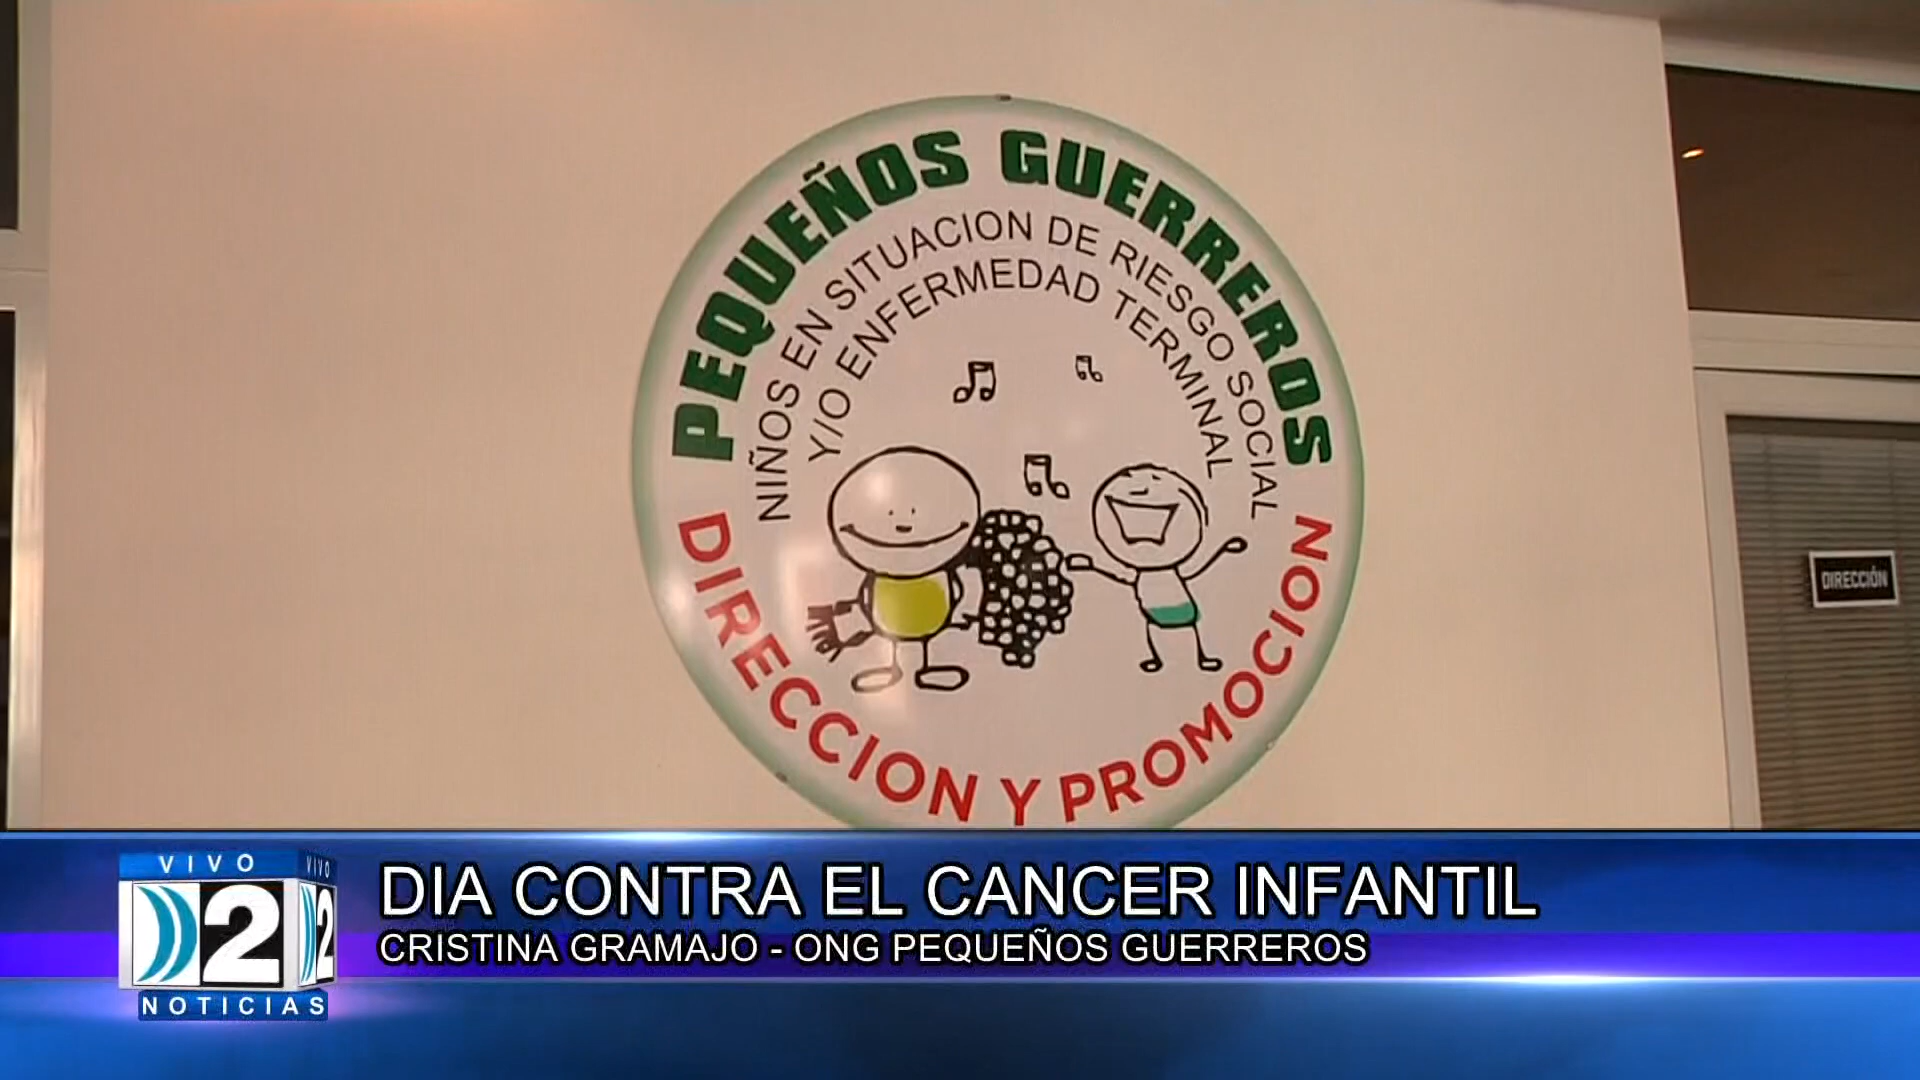 PEQUEÑOS GUERREROS
NIÑOS EN SITUACION DE RIESGO SOCIAL
Y/O ENFERMEDAD TERMINAL
DIRECCION Y PROMOCION
DIRECCIÓN
VIVO
VIVO
2
2
NOTICIAS
DIA CONTRA EL CANCER INFANTIL
CRISTINA GRAMAJO - ONG PEQUEÑOS GUERREROS